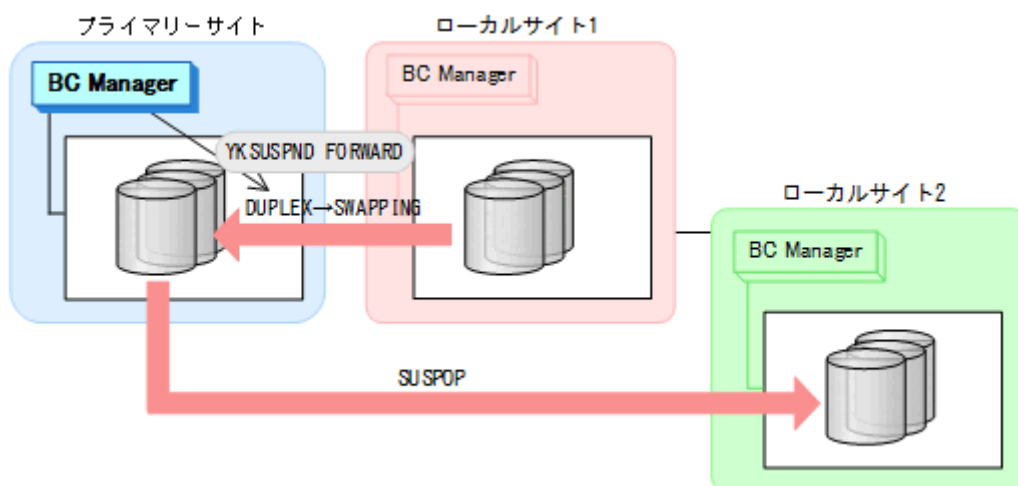 プライマリーサイト
ローカルサイト1
BC Manager
BC Manager
YKSUSPND FORWARD
DUPLEX→SWAPPING
ローカルサイト2
BC Manager
SUSPOP